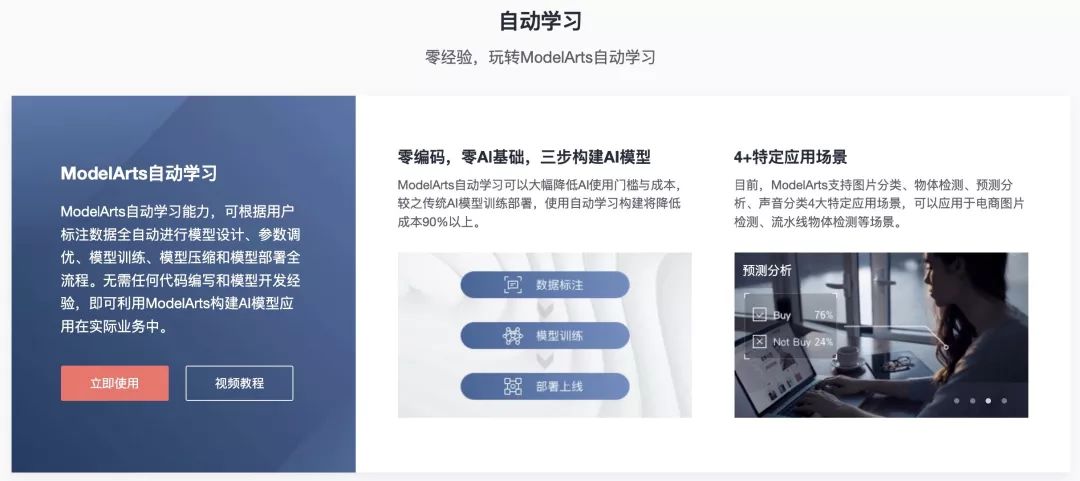 自动学习
零经验，玩转ModelArts自动学习
ModelArts自动学习
ModelArts自动学习能力，可根据用户
标注数据全自动进行模型设计、参数调
优、模型训练、模型压缩和模型部署全
流程。无需任何代码编写和模型开发经
验，即可利用ModelArts构建AI模型应
用在实际业务中。
立即使用
视频教程
零编码，零AI基础，三步构建AI模型
ModelArts自动学习可以大幅降低AI使用门槛与成本，
较之传统AI模型训练部署，使用自动学习构建将降低
成本90%以上。
数据标注
模型训练
部署上线
4+特定应用场景
目前，ModelArts支持图片分类、物体检测、预测分
析、声音分类4大特定应用场景，可以应用于电商图片
检测、流水线物体检测等场景。
预测分析
Buy 76%
Not Buy 24%